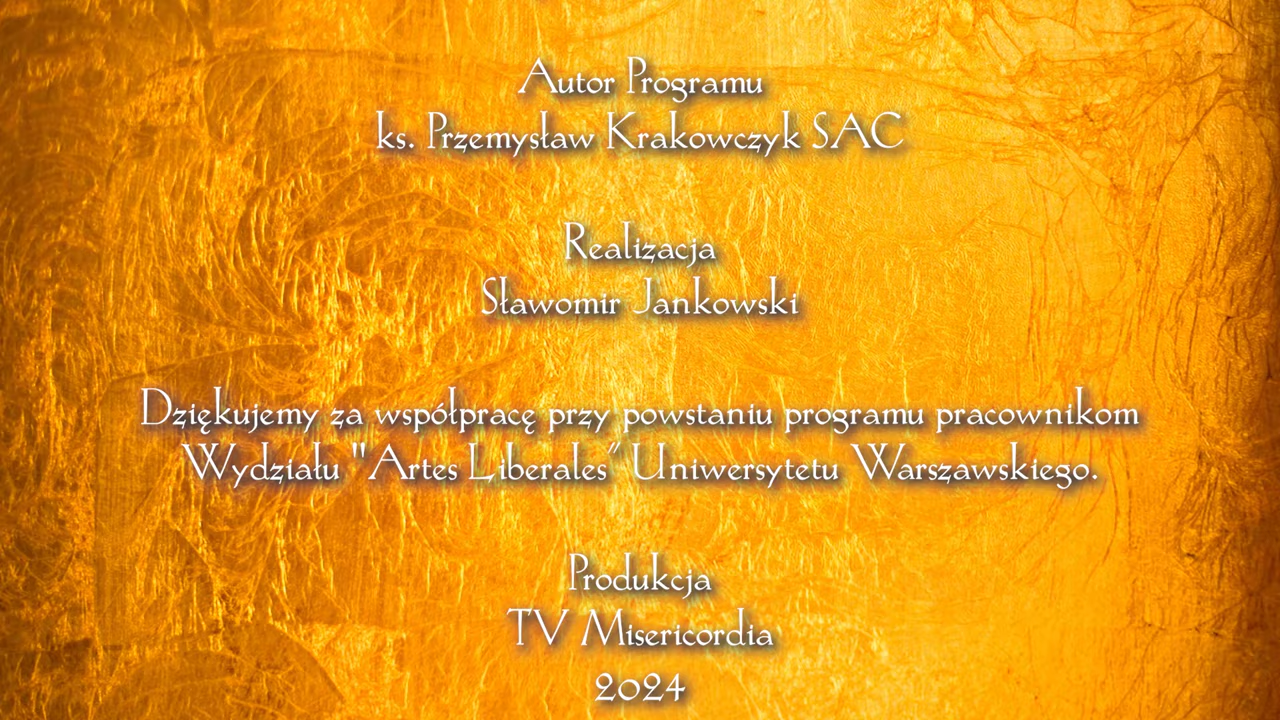 Autor Programu
ks. Przemysław Krakowczyk SAC
Realizacja
Sławomir Jankowski
Dziękujemy za współpracę przy powstaniu programu pracownikom
Wydziału "Artes Liberales” Uniwersytetu Warszawskiego.
Produkcja
TV Misericordia
2024